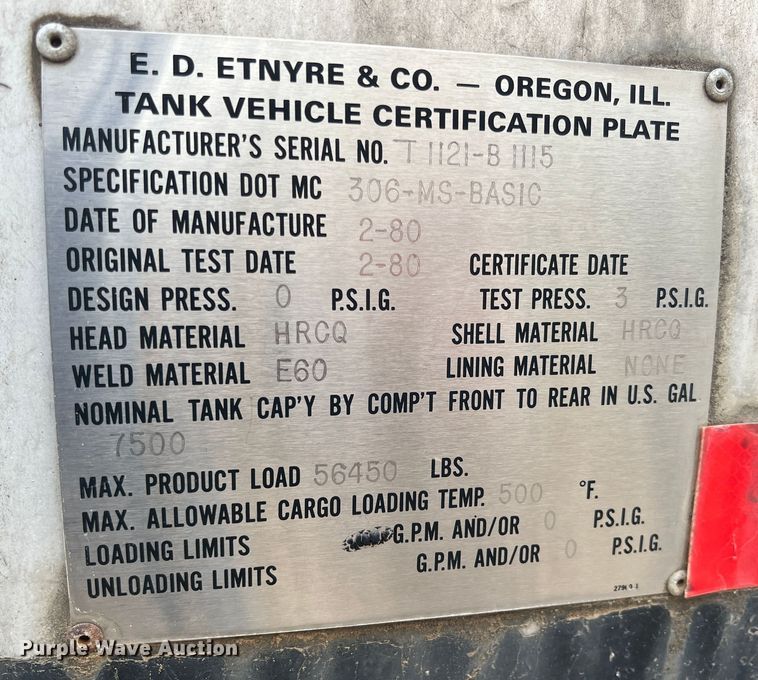 E. D. ETNYRE & CO. — OREGON, ILL.
TANK VEHICLE CERTIFICATION PLATE
MANUFACTURER'S SERIAL NO. T1121-B1115
SPECIFICATION DOT MC 306-MS-BASIC
DATE OF MANUFACTURE 2-80
ORIGINAL TEST DATE 2-80 CERTIFICATE DATE
DESIGN PRESS. 0 P.S.I.G. TEST PRESS. 3 P.S.I.G.
HEAD MATERIAL HRCQ SHELL MATERIAL HRCQ
WELD MATERIAL E60 LINING MATERIAL NONE
NOMINAL TANK CAP'Y BY COMP'T FRONT TO REAR IN U.S. GAL
7500
MAX. PRODUCT LOAD 56450 LBS.
MAX. ALLOWABLE CARGO LOADING TEMP. 500 °F.
LOADING LIMITS G.P.M. AND/OR 0 P.S.I.G.
UNLOADING LIMITS G.P.M. AND/OR 0 P.S.I.G.
Purple Wave Auction